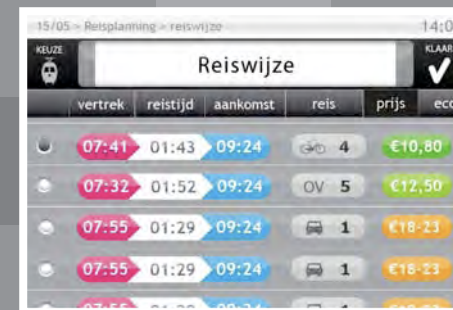 15/05 > Reisplanning > reiswijze 14:0
KEUZE Reiswijze KLAAR
vertrek reistijd aankomst reis prijs eco
07:41 01:43 09:24 4 €10,80
07:32 01:52 09:24 OV 5 €12,50
07:55 01:29 09:24 1 €18-23
07:55 01:29 09:24 1 €18-23